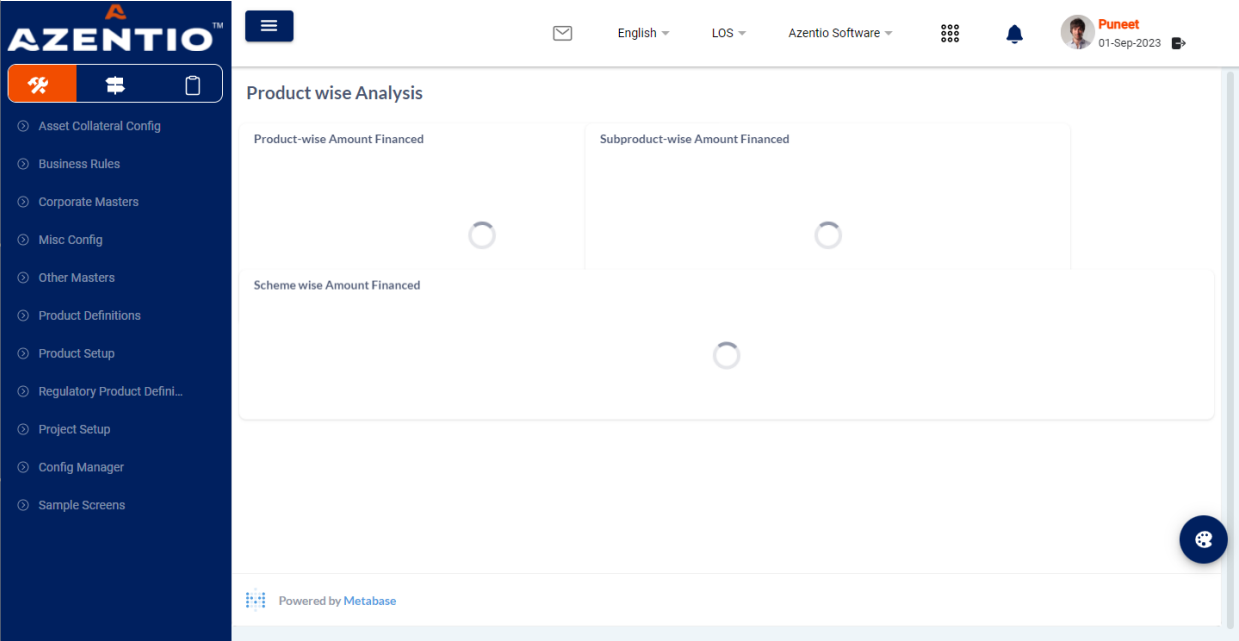 AZENTIO™
English
LOS
Azentio Software
Puneet
01-Sep-2023
Asset Collateral Config
Business Rules
Corporate Masters
Misc Config
Other Masters
Product Definitions
Product Setup
Regulatory Product Defini...
Project Setup
Config Manager
Sample Screens
Product wise Analysis
Product-wise Amount Financed
Subproduct-wise Amount Financed
Scheme wise Amount Financed
Powered by Metabase